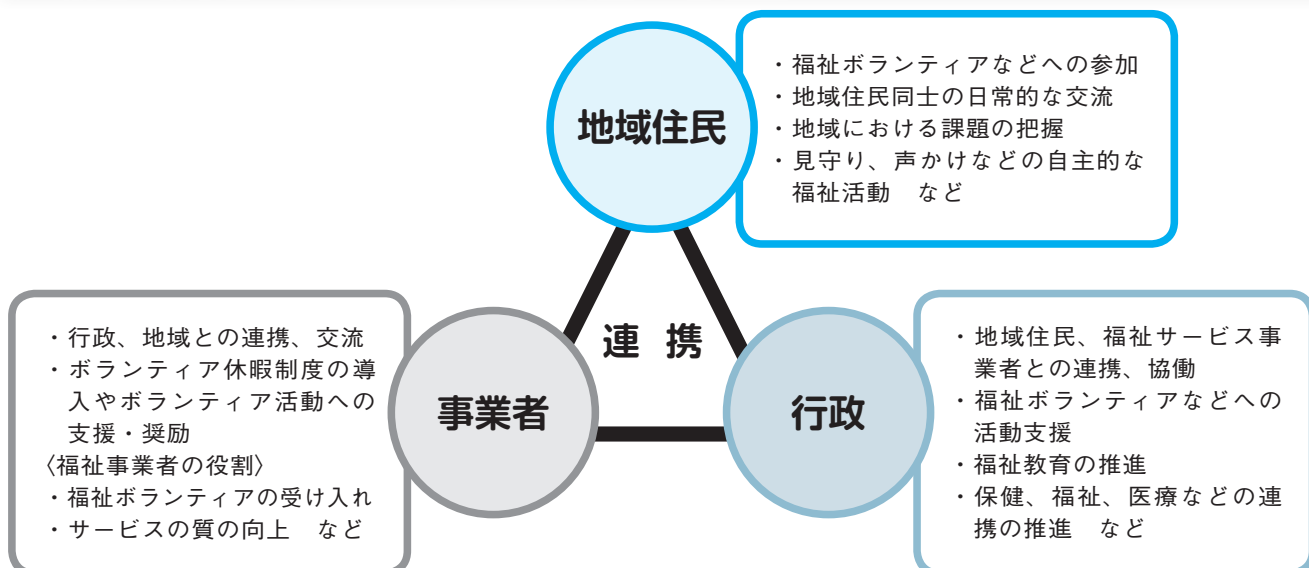 地域住民
・福祉ボランティアなどへの参加
・地域住民同士の日常的な交流
・地域における課題の把握
・見守り、声かけなどの自主的な
福祉活動　など
連 携
事業者
・行政、地域との連携、交流
・ボランティア休暇制度の導
入やボランティア活動への
支援・奨励
〈福祉事業者の役割〉
・福祉ボランティアの受け入れ
・サービスの質の向上　など
行政
・地域住民、福祉サービス事
業者との連携、協働
・福祉ボランティアなどへの
活動支援
・福祉教育の推進
・保健、福祉、医療などの連
携の推進　など